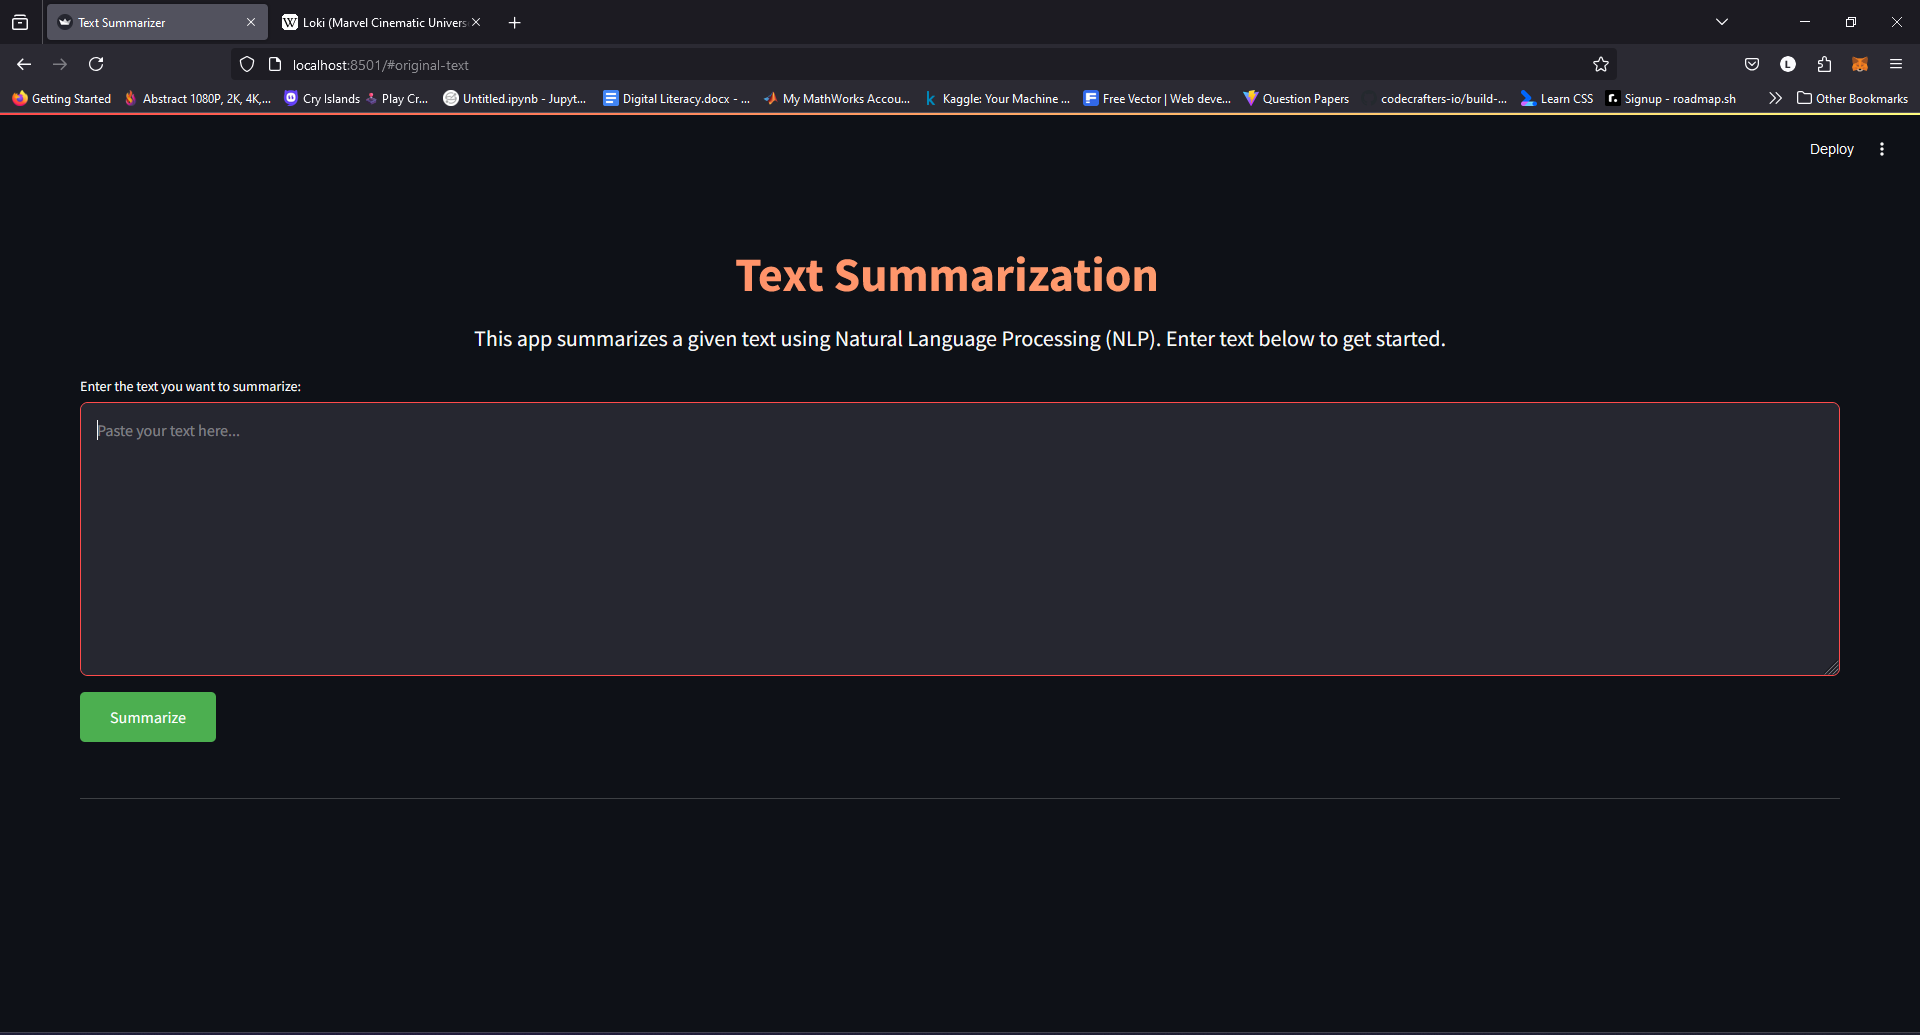 Text Summarizer
Loki (Marvel Cinematic Univers
localhost:8501/#original-text
L
Getting Started
Abstract 1080P, 2K, 4K,...
Cry Islands
Play Cr...
Untitled.ipynb - Jupyt...
Digital Literacy.docx - ...
My MathWorks Accou...
Kaggle: Your Machine ...
Free Vector | Web deve...
Question Papers
codecrafters-io/build-...
Learn CSS
Signup - roadmap.sh
Other Bookmarks
Deploy
Text Summarization
This app summarizes a given text using Natural Language Processing (NLP). Enter text below to get started.
Enter the text you want to summarize:
Paste your text here...
Summarize